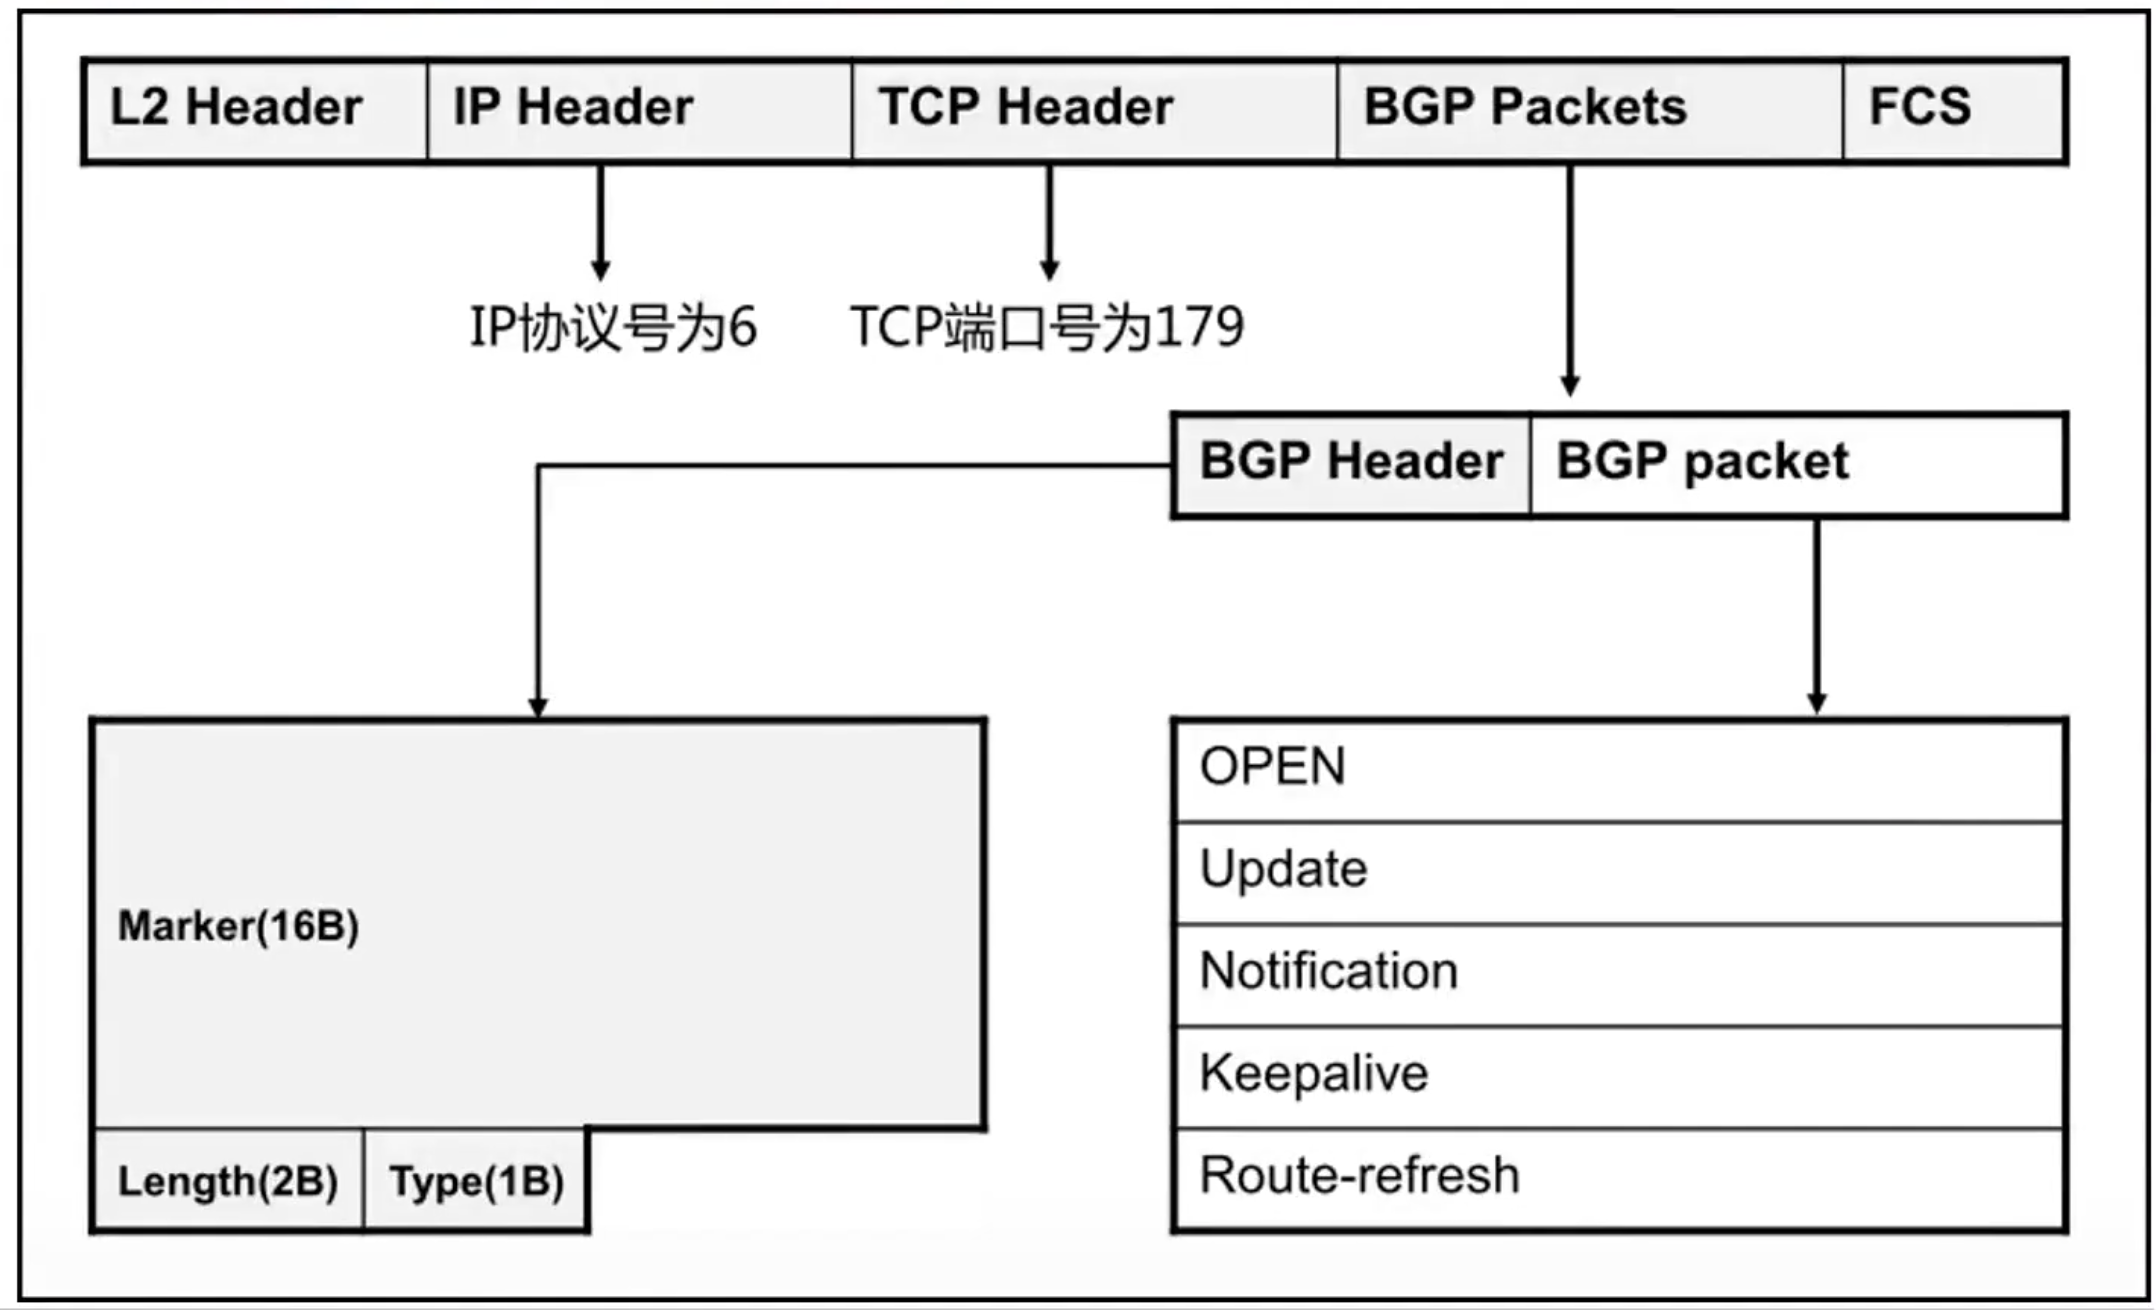 L2 Header IP Header TCP Header BGP Packets FCS
IP协议号为6 TCP端口号为179
BGP Header BGP packet
Marker(16B)
Length(2B) Type(1B)
OPEN
Update
Notification
Keepalive
Route-refresh